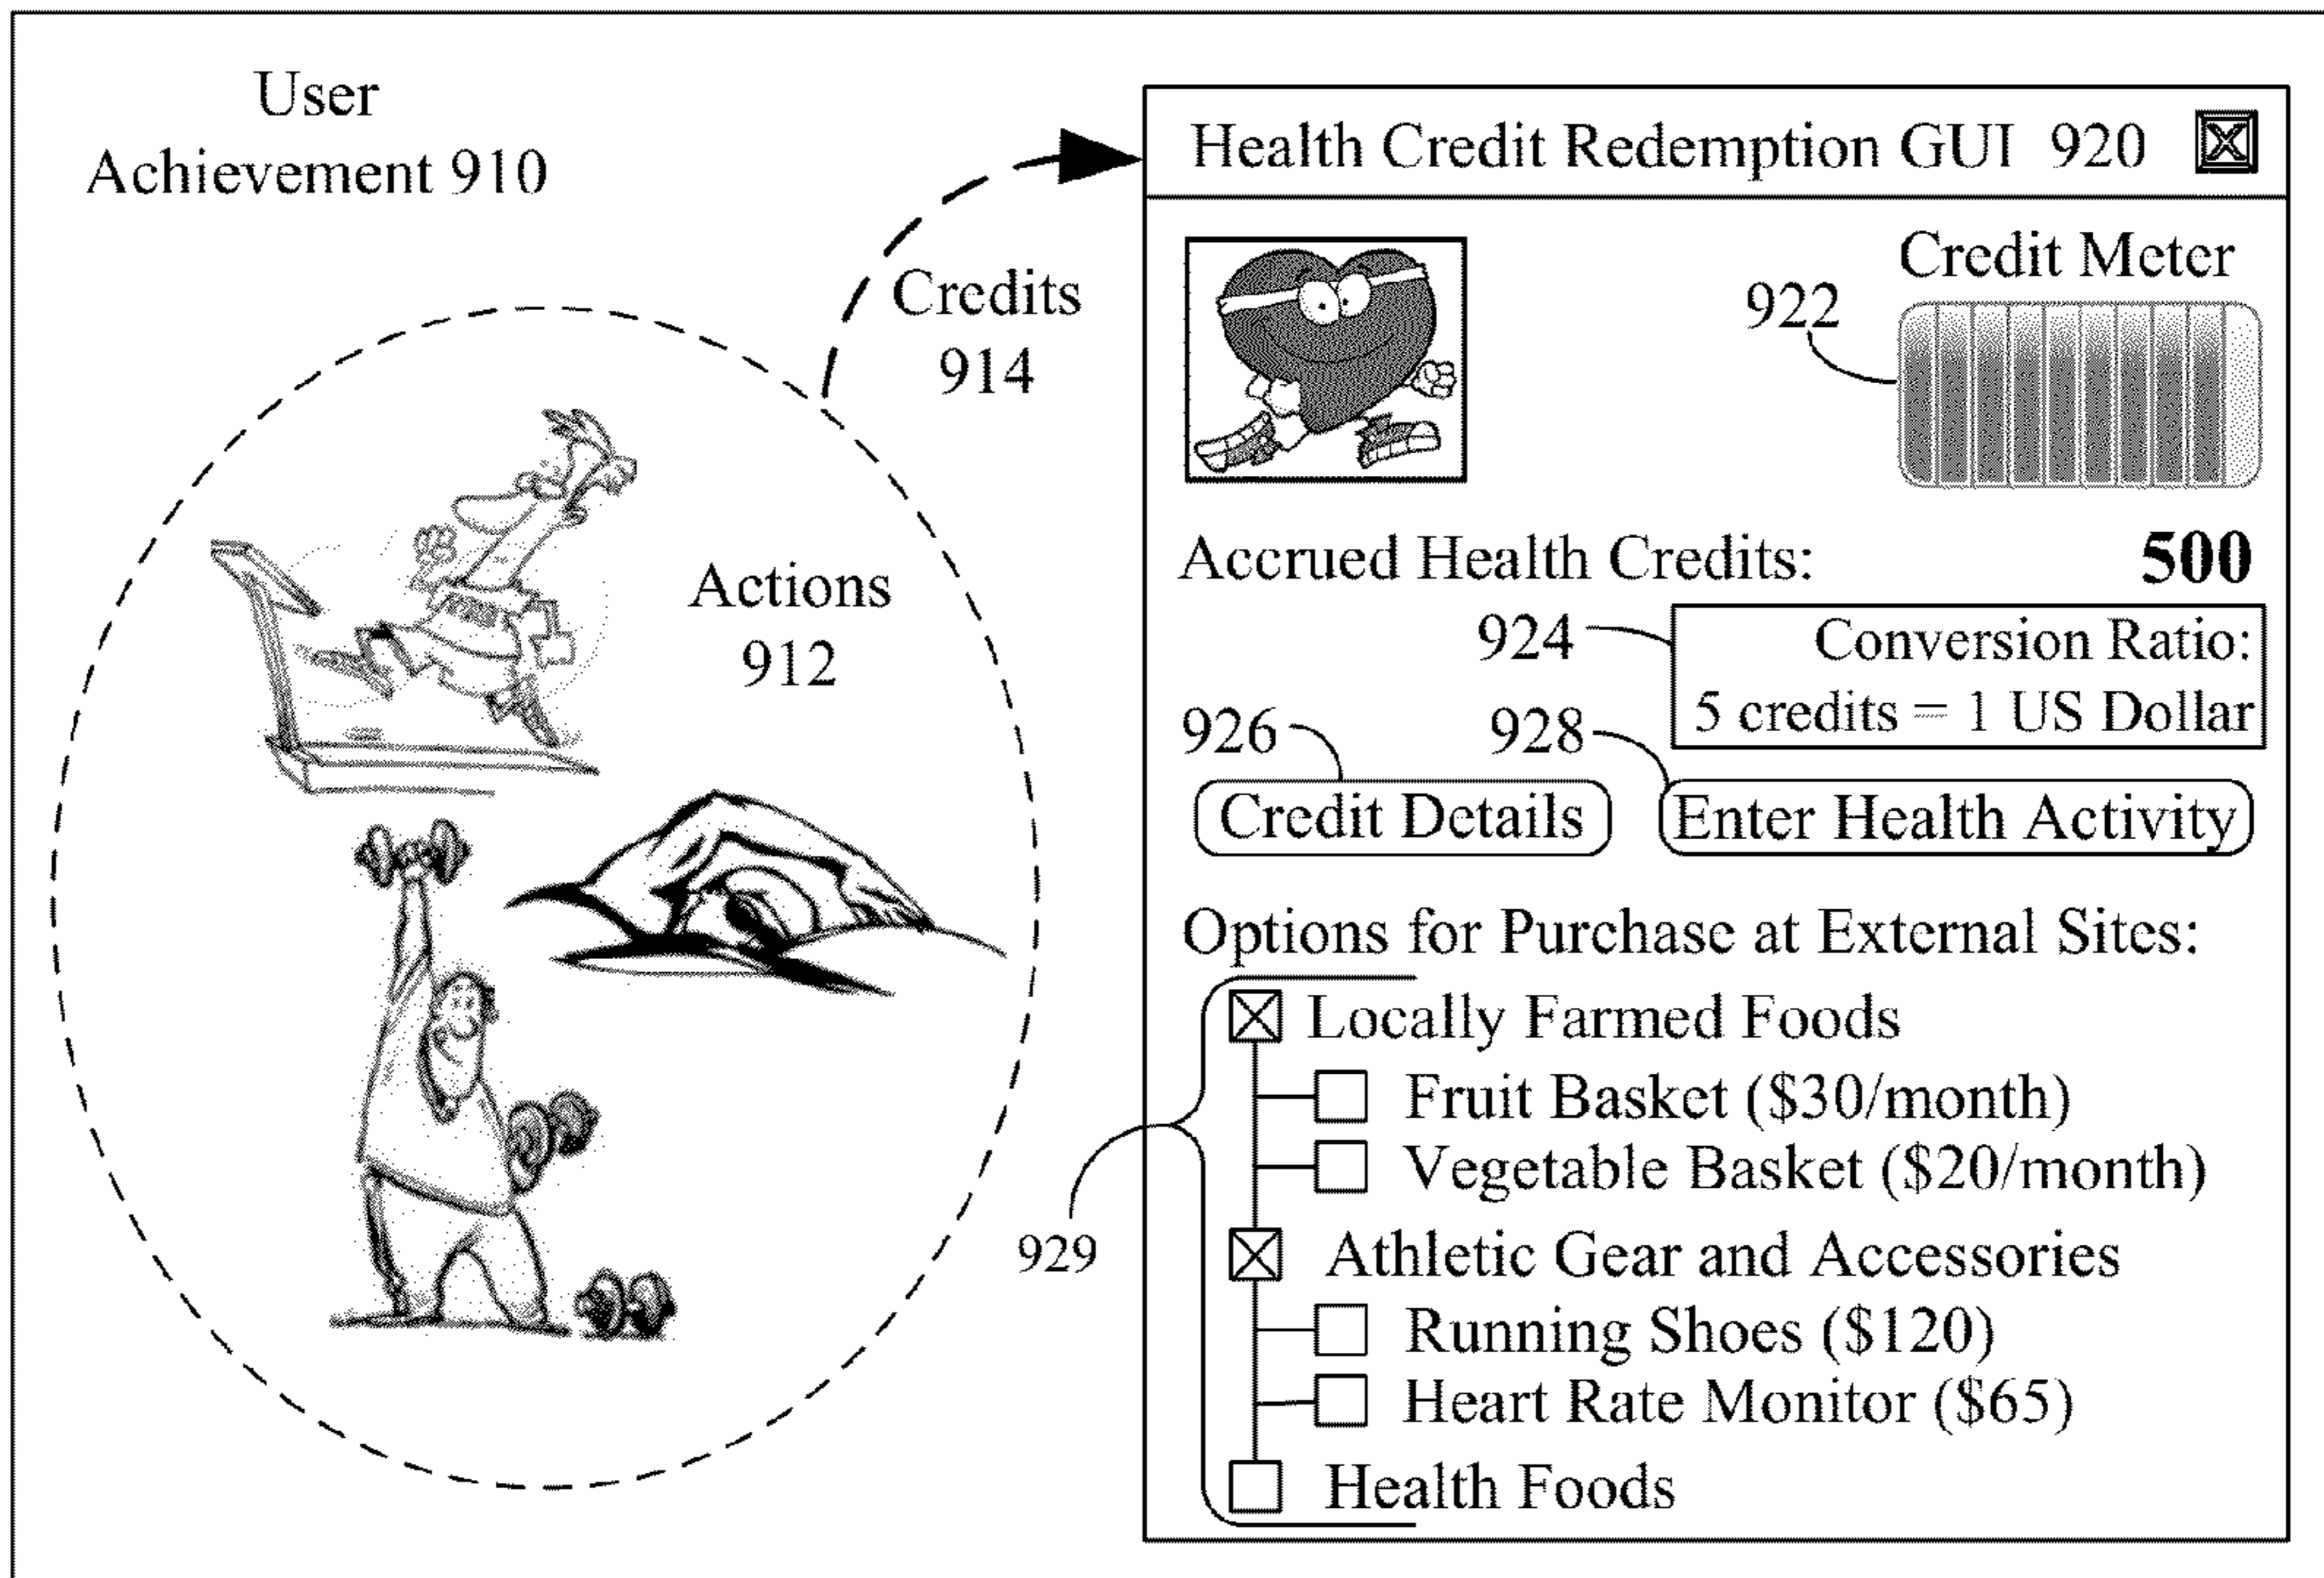 User
Achievement 910
Credits
914
Actions
912
Health Credit Redemption GUI 920
Credit Meter
922
Accrued Health Credits: 500
924
Conversion Ratio:
5 credits = 1 US Dollar
926
928
Credit Details
Enter Health Activity
Options for Purchase at External Sites:
Locally Farmed Foods
Fruit Basket ($30/month)
Vegetable Basket ($20/month)
929
Athletic Gear and Accessories
Running Shoes ($120)
Heart Rate Monitor ($65)
Health Foods